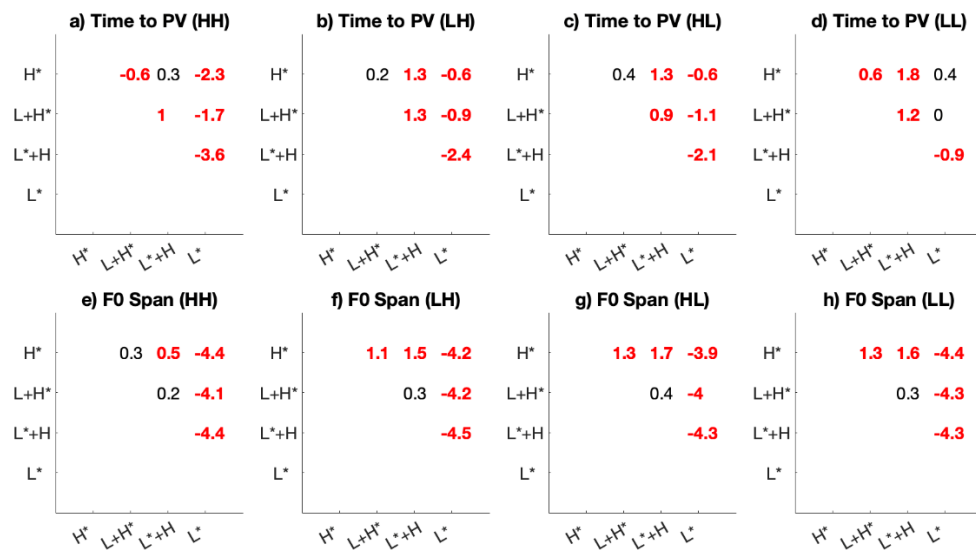 a) Time to PV (HH)
H* -0.6 0.3 -2.3
L+H* 1 -1.7
L*+H -3.6
L*
H* L+H* L*+H L*
b) Time to PV (LH)
H* 0.2 1.3 -0.6
L+H* 1.3 -0.9
L*+H -2.4
L*
H* L+H* L*+H L*
c) Time to PV (HL)
H* 0.4 1.3 -0.6
L+H* 0.9 -1.1
L*+H -2.1
L*
H* L+H* L*+H L*
d) Time to PV (LL)
H* 0.6 1.8 0.4
L+H* 1.2 0
L*+H -0.9
L*
H* L+H* L*+H L*
e) F0 Span (HH)
H* 0.3 0.5 -4.4
L+H* 0.2 -4.1
L*+H -4.4
L*
H* L+H* L*+H L*
f) F0 Span (LH)
H* 1.1 1.5 -4.2
L+H* 0.3 -4.2
L*+H -4.5
L*
H* L+H* L*+H L*
g) F0 Span (HL)
H* 1.3 1.7 -3.9
L+H* 0.4 -4
L*+H -4.3
L*
H* L+H* L*+H L*
h) F0 Span (LL)
H* 1.3 1.6 -4.4
L+H* 0.3 -4.3
L*+H -4.3
L*
H* L+H* L*+H L*